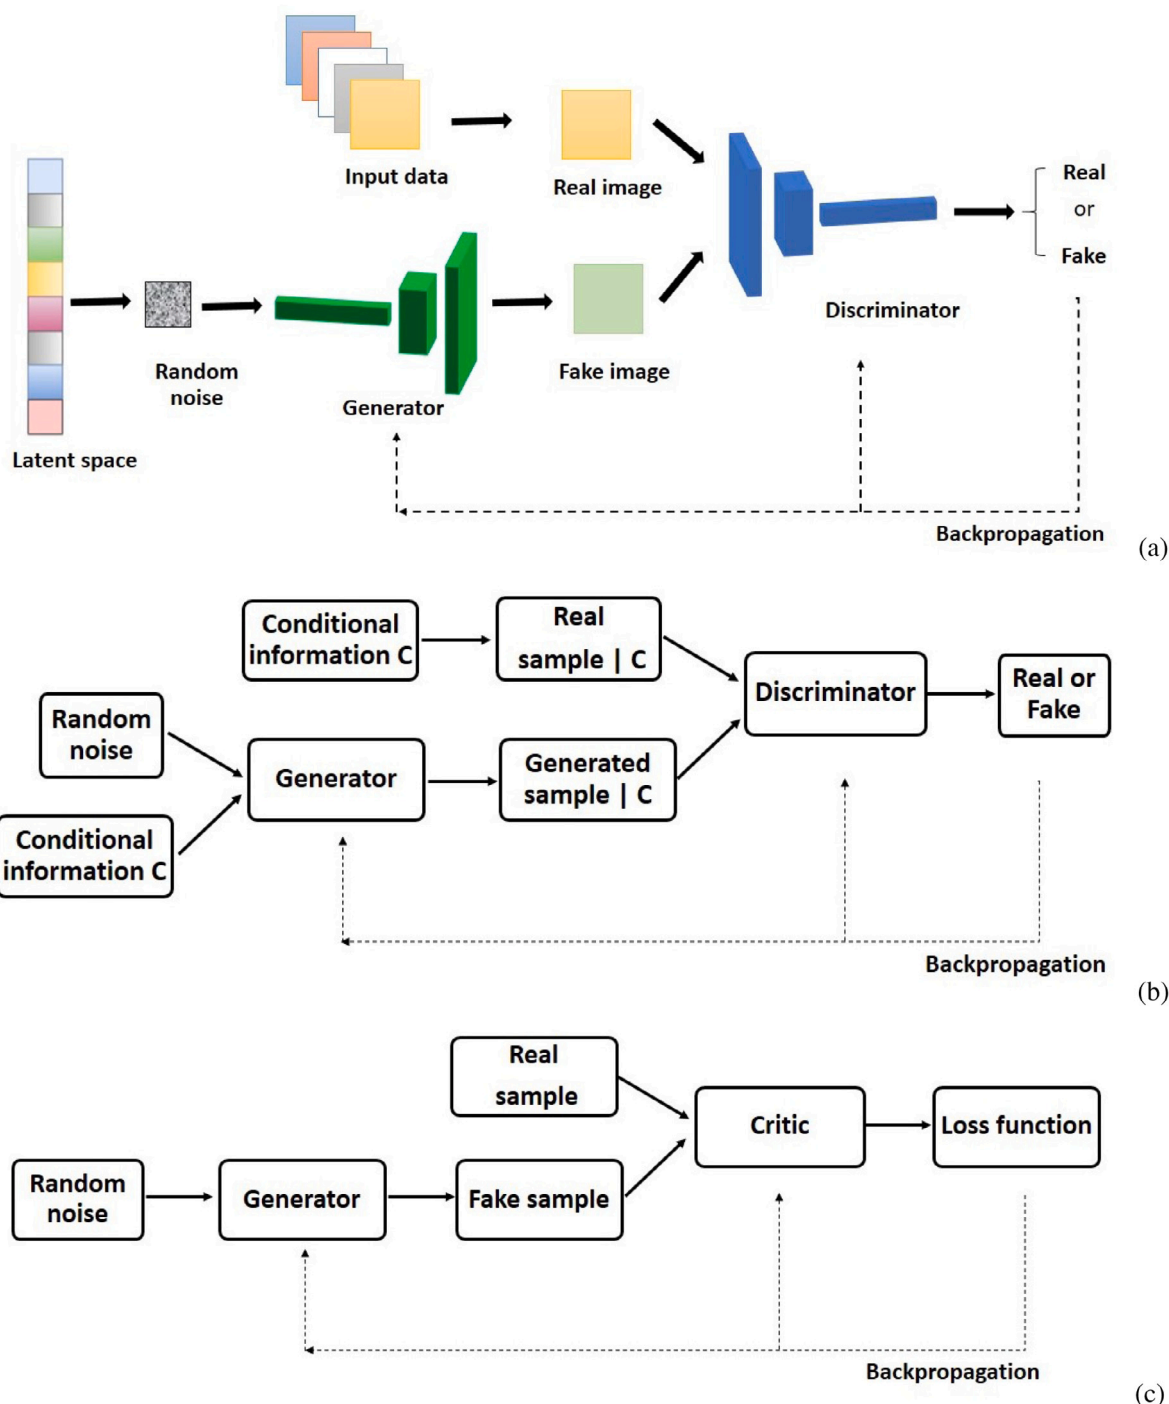 Input data
Real image
Real
or
Fake
Discriminator
Random
noise
Fake image
Generator
Latent space
Backpropagation
(a)
Conditional
information C
Real
sample | C
Random
noise
Discriminator
Real or
Fake
Generator
Generated
sample | C
Conditional
information C
Backpropagation
(b)
Real
sample
Critic
Loss function
Random
noise
Generator
Fake sample
Backpropagation
(c)